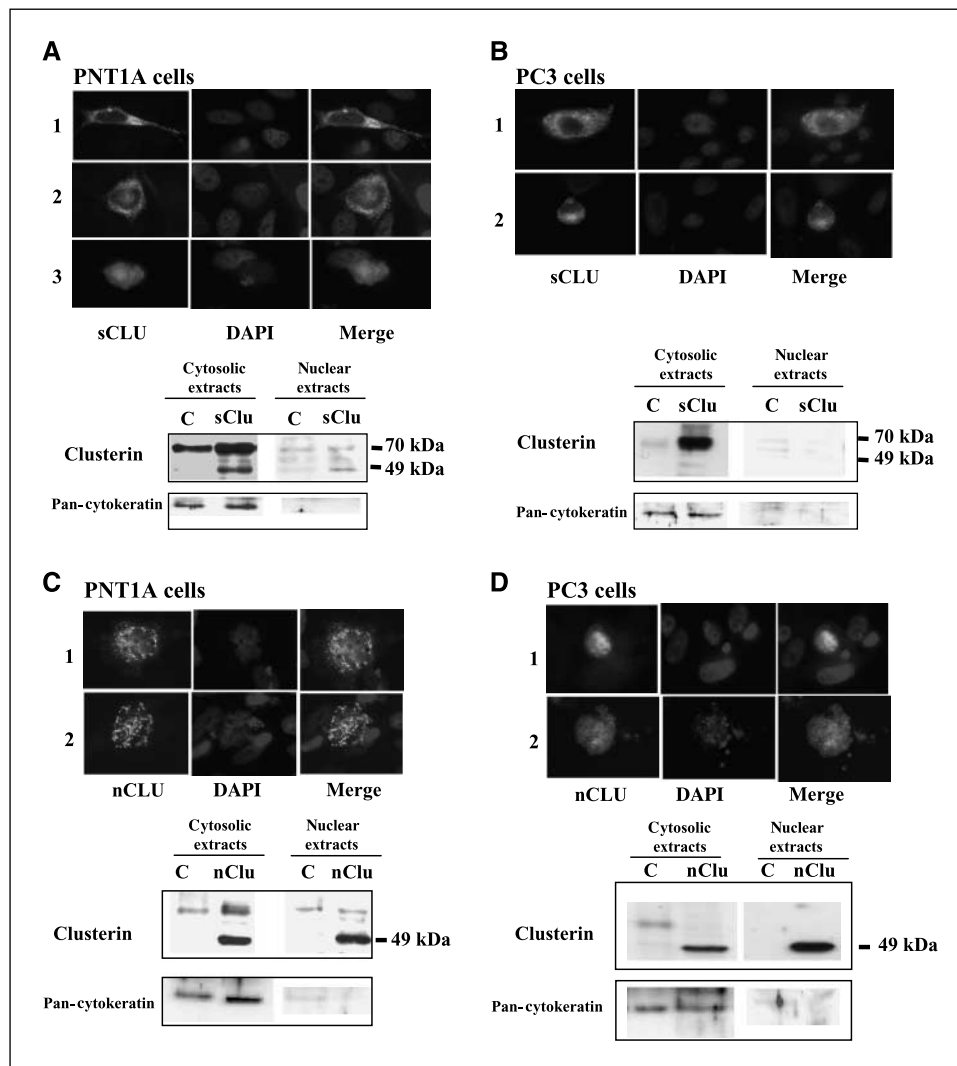 A
PNT1A cells
1
2
3
sCLU DAPI Merge
Cytosolic extracts Nuclear extracts
C sClu C sClu
Clusterin
70 kDa
49 kDa
Pan-cytokeratin
B
PC3 cells
1
2
sCLU DAPI Merge
Cytosolic extracts Nuclear extracts
C sClu C sClu
Clusterin
70 kDa
49 kDa
Pan-cytokeratin
C
PNT1A cells
1
2
nCLU DAPI Merge
Cytosolic extracts Nuclear extracts
C nClu C nClu
Clusterin
49 kDa
Pan-cytokeratin
D
PC3 cells
1
2
nCLU DAPI Merge
Cytosolic extracts Nuclear extracts
C nClu C nClu
Clusterin
49 kDa
Pan-cytokeratin